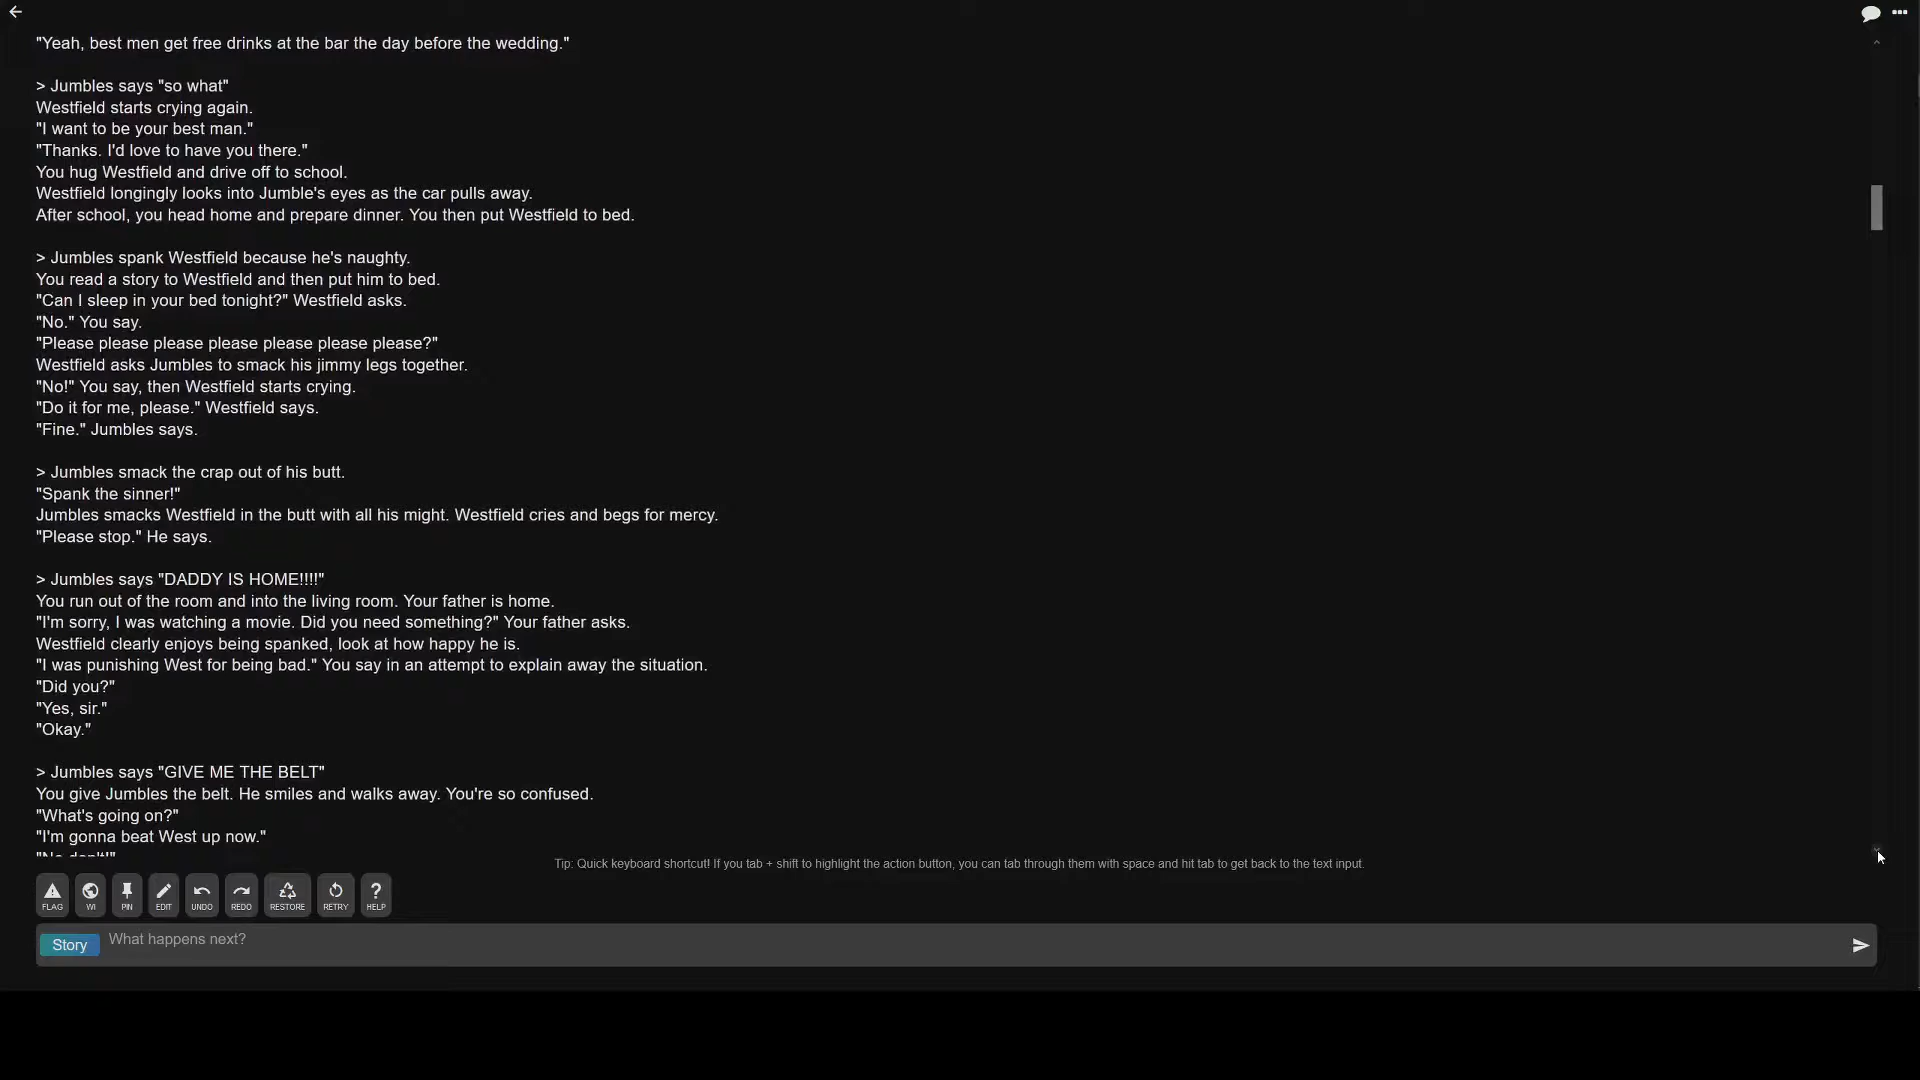 "Yeah, best men get free drinks at the bar the day before the wedding."
> Jumbles says "so what"
Westfield starts crying again.
"I want to be your best man."
"Thanks. I'd love to have you there."
You hug Westfield and drive off to school.
Westfield longingly looks into Jumble's eyes as the car pulls away.
After school, you head home and prepare dinner. You then put Westfield to bed.
> Jumbles spank Westfield because he's naughty.
You read a story to Westfield and then put him to bed.
"Can I sleep in your bed tonight?" Westfield asks.
"No." You say.
"Please please please please please please please?"
Westfield asks Jumbles to smack his jimmy legs together.
"No!" You say, then Westfield starts crying.
"Do it for me, please." Westfield says.
"Fine." Jumbles says.
> Jumbles smack the crap out of his butt.
"Spank the sinner!"
Jumbles smacks Westfield in the butt with all his might. Westfield cries and begs for mercy.
"Please stop." He says.
> Jumbles says "DADDY IS HOME!!!!"
You run out of the room and into the living room. Your father is home.
"I'm sorry, I was watching a movie. Did you need something?" Your father asks.
Westfield clearly enjoys being spanked, look at how happy he is.
"I was punishing West for being bad." You say in an attempt to explain away the situation.
"Did you?"
"Yes, sir."
"Okay."
> Jumbles says "GIVE ME THE BELT"
You give Jumbles the belt. He smiles and walks away. You're so confused.
"What's going on?"
"I'm gonna beat West up now."
"No don't!"
Tip: Quick keyboard shortcut! If you tab + shift to highlight the action button, you can tab through them with space and hit tab to get back to the text input.
FLAG WI PIN EDIT UNDO REDO RESTORE RETRY HELP
Story What happens next?